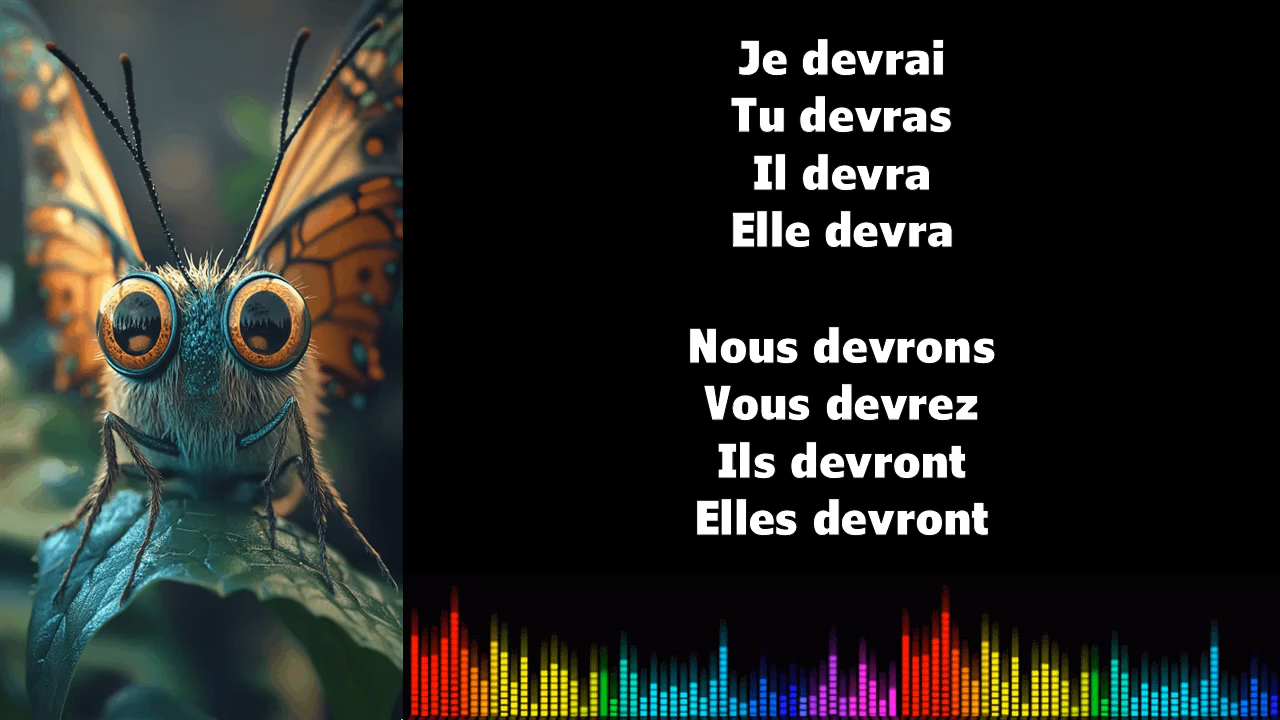 Je devrai
Tu devras
Il devra
Elle devra
Nous devrons
Vous devrez
Ils devront
Elles devront